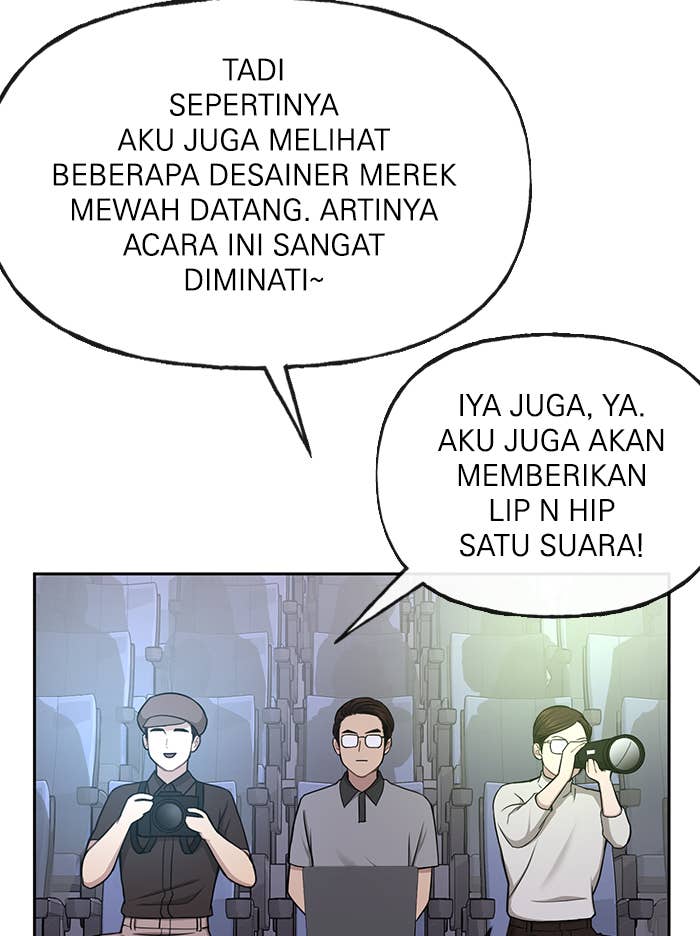 TADI
SEPERTINYA
AKU JUGA MELIHAT
BEBERAPA DESAINER MEREK
MEWAH DATANG. ARTINYA
ACARA INI SANGAT
DIMINATI~
IYA JUGA, YA.
AKU JUGA AKAN
MEMBERIKAN
LIP N HIP
SATU SUARA!